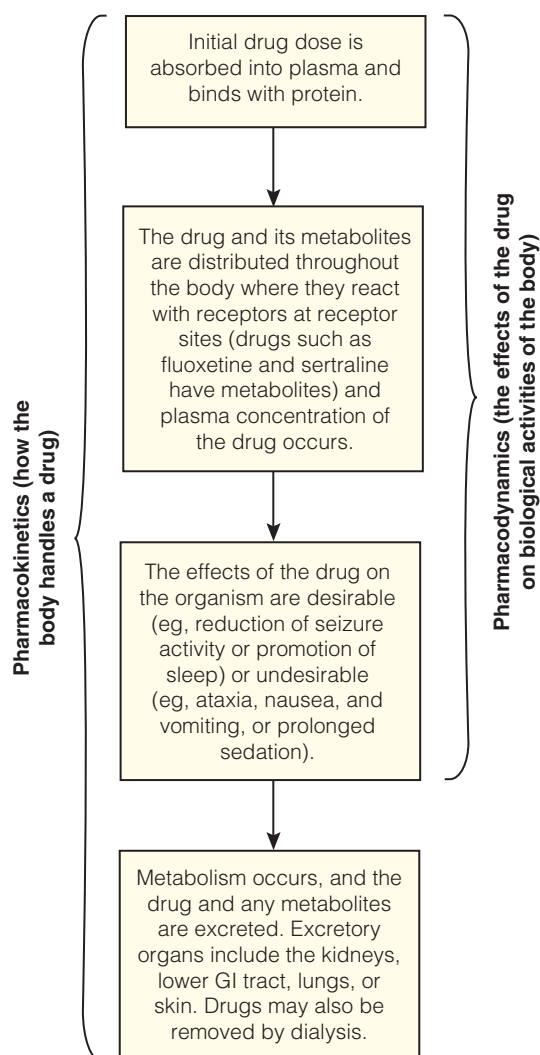 Initial drug dose is
absorbed into plasma and
binds with protein.
The drug and its metabolites
are distributed throughout
the body where they react
with receptors at receptor
sites (drugs such as
fluoxetine and sertraline
have metabolites) and
plasma concentration of
the drug occurs.
The effects of the drug on
the organism are desirable
(eg, reduction of seizure
activity or promotion of
sleep) or undesirable
(eg, ataxia, nausea, and
vomiting, or prolonged
sedation).
Metabolism occurs, and the
drug and any metabolites
are excreted. Excretory
organs include the kidneys,
lower GI tract, lungs, or
skin. Drugs may also be
removed by dialysis.
Pharmacokinetics (how the
body handles a drug)
Pharmacodynamics (the effects of the drug
on biological activities of the body)